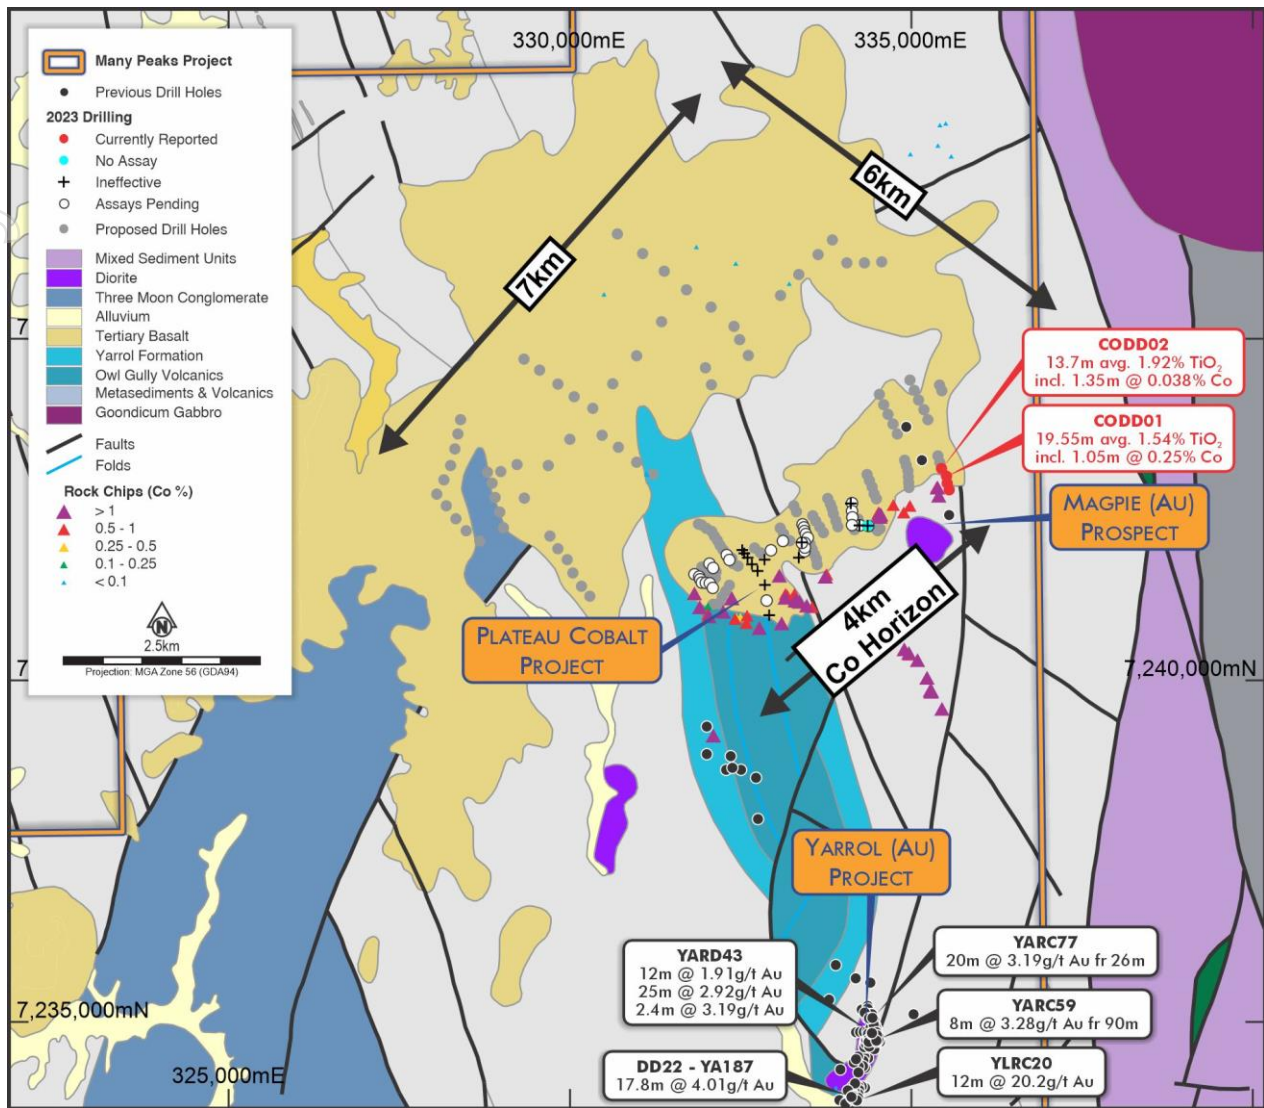 330,000mE
335,000mE
Many Peaks Project
Previous Drill Holes
2023 Drilling
Currently Reported
No Assay
Ineffective
Assays Pending
Proposed Drill Holes
Mixed Sediment Units
Diorite
Three Moon Conglomerate
Alluvium
Tertiary Basalt
Yarrol Formation
Owl Gully Volcanics
Metasediments & Volcanics
Goondicum Gabbro
Faults
Folds
Rock Chips (Co %)
> 1
0.5 - 1
0.25 - 0.5
0.1 - 0.25
< 0.1
N
2.5km
Projection: MGA Zone 56 (GDA94)
7km
6km
7
CODD02
13.7m avg. 1.92% TiO₂
incl. 1.35m @ 0.038% Co
CODD01
19.55m avg. 1.54% TiO₂
incl. 1.05m @ 0.25% Co
MAGPIE (AU)
PROSPECT
4km
Co Horizon
PLATEAU COBALT
PROJECT
7
7,240,000mN
YARROL (AU)
PROJECT
YARD43
12m @ 1.91g/t Au
25m @ 2.92g/t Au
2.4m @ 3.19g/t Au
YARC77
20m @ 3.19g/t Au fr 26m
YARC59
8m @ 3.28g/t Au fr 90m
7,235,000mN
DD22 - YA187
17.8m @ 4.01g/t Au
YLRC20
12m @ 20.2g/t Au
325,000mE